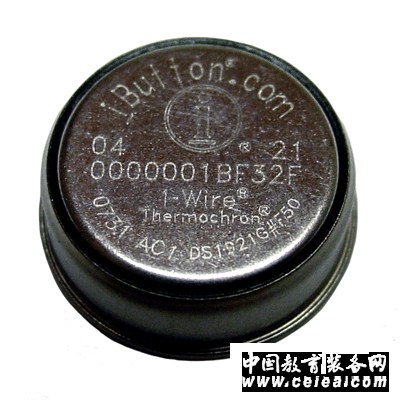 iButton.com
04 ® 21
0000001BF32F
1-Wire®
Thermochron®
0731 AC1 DS1921G#F50
中国教育装备网
www.ceiea.com